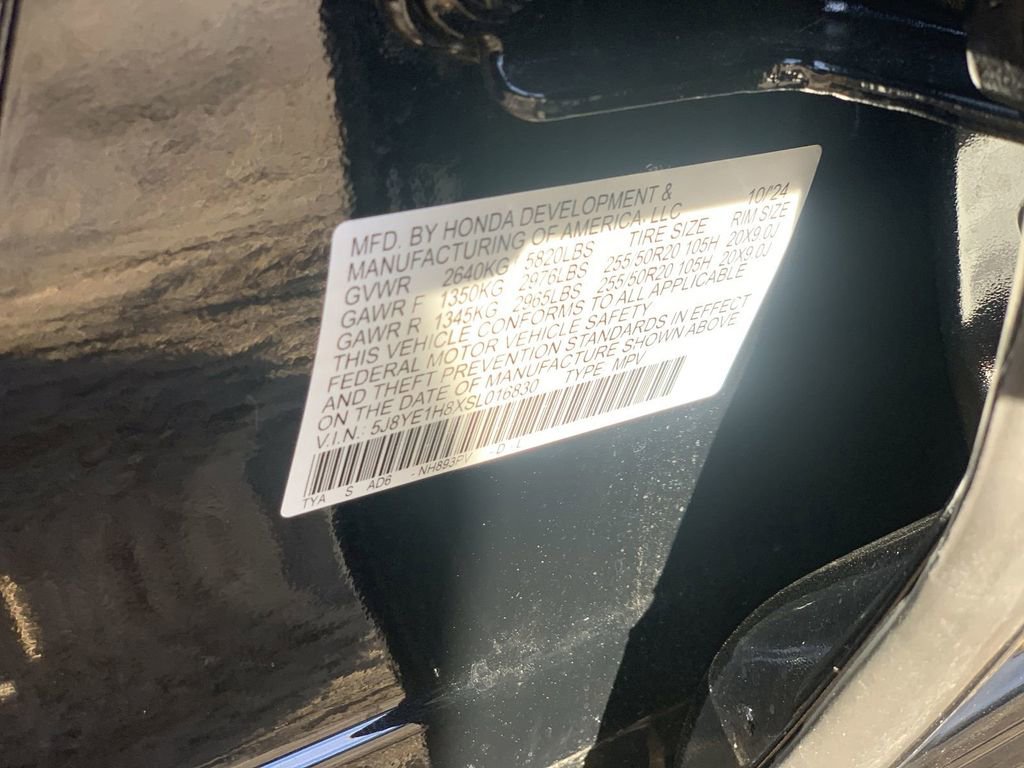 MFD. BY HONDA DEVELOPMENT & 10/'24
MANUFACTURING OF AMERICA, LLC
GVWR 2640KG 5820LBS TIRE SIZE RIM SIZE
GAWR F 1350KG 2976LBS 255/50R20 105H 20X9.0J
GAWR R 1345KG 2965LBS 255/50R20 105H 20X9.0J
THIS VEHICLE CONFORMS TO ALL APPLICABLE
FEDERAL MOTOR VEHICLE SAFETY
AND THEFT PREVENTION STANDARDS IN EFFECT
ON THE DATE OF MANUFACTURE SHOWN ABOVE
V.I.N.: 5J8YE1H8XSL016830 TYPE: MPV
TYA S AD6 - NH893PV - D - L